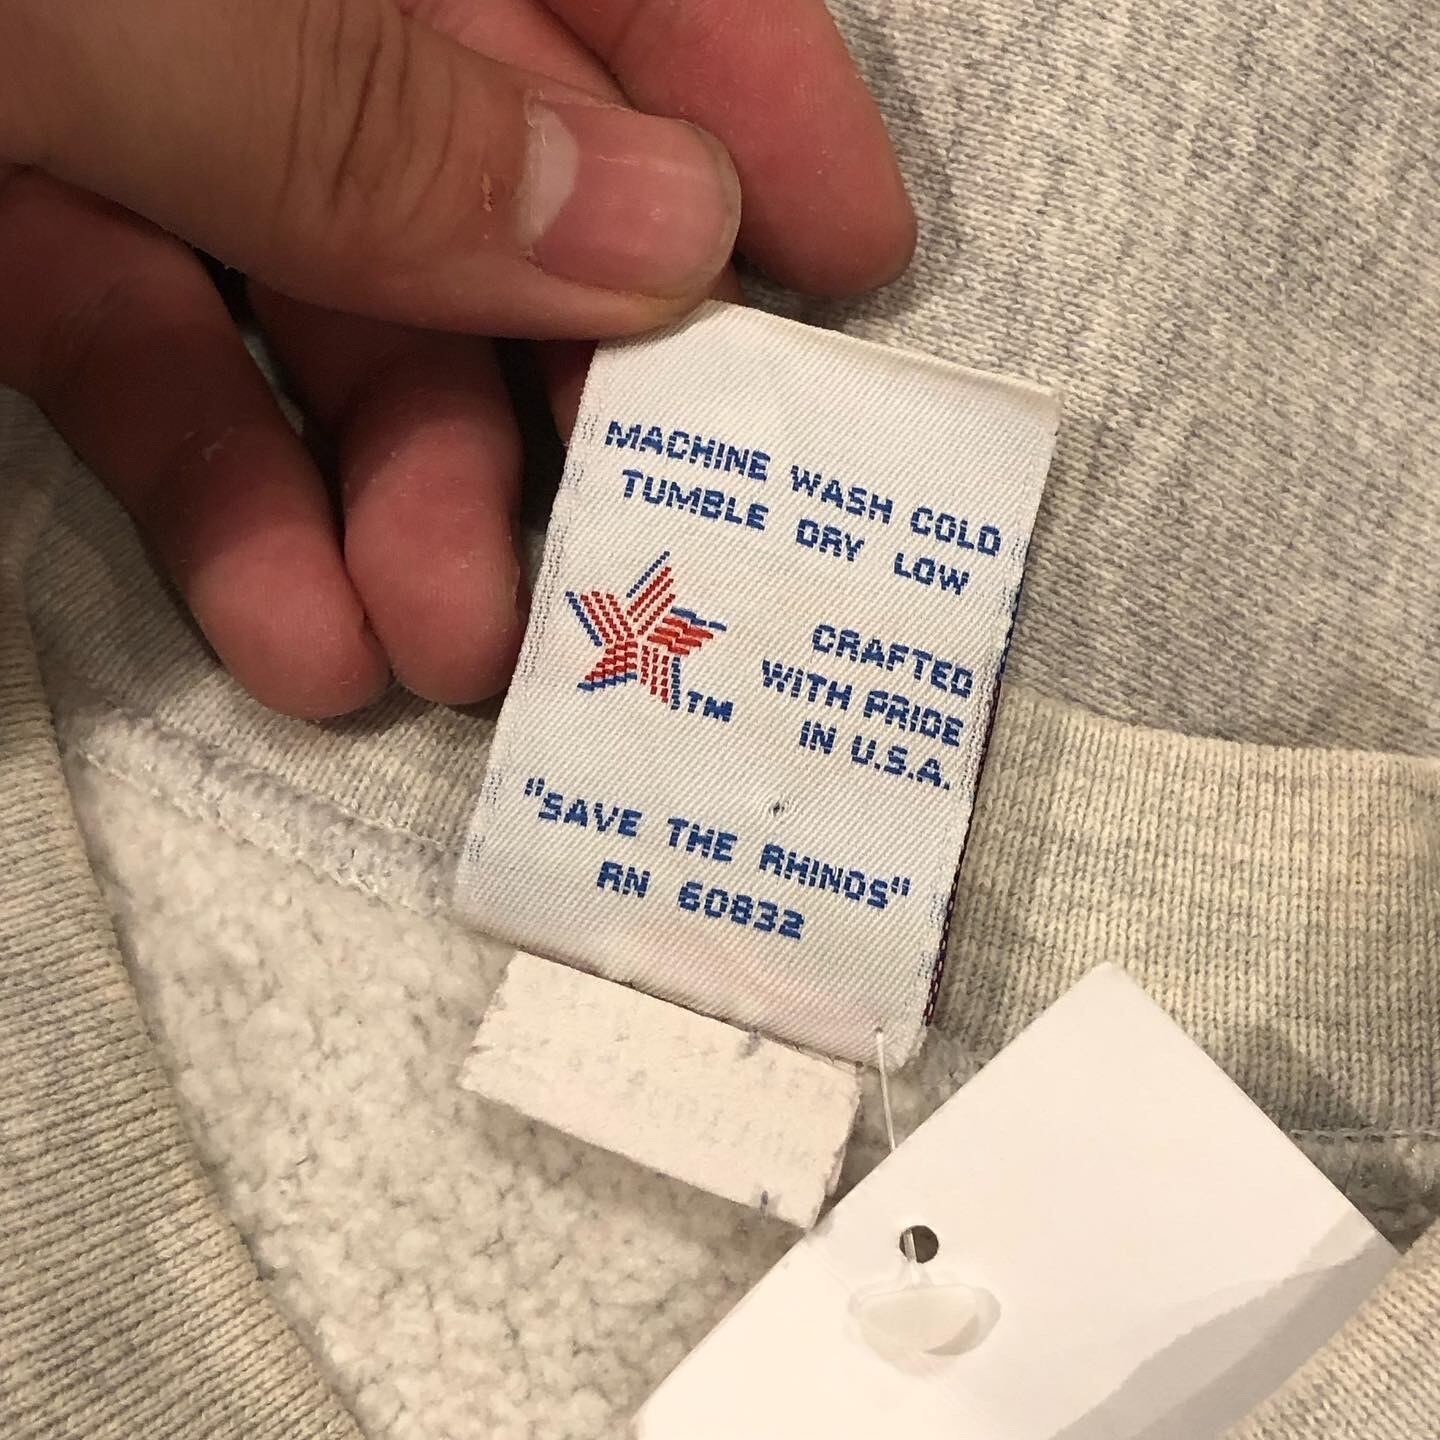 MACHINE WASH COLD
TUMBLE DRY LOW
TM
CRAFTED
WITH PRIDE
IN U.S.A.
"SAVE THE RHINOS"
RN 60832